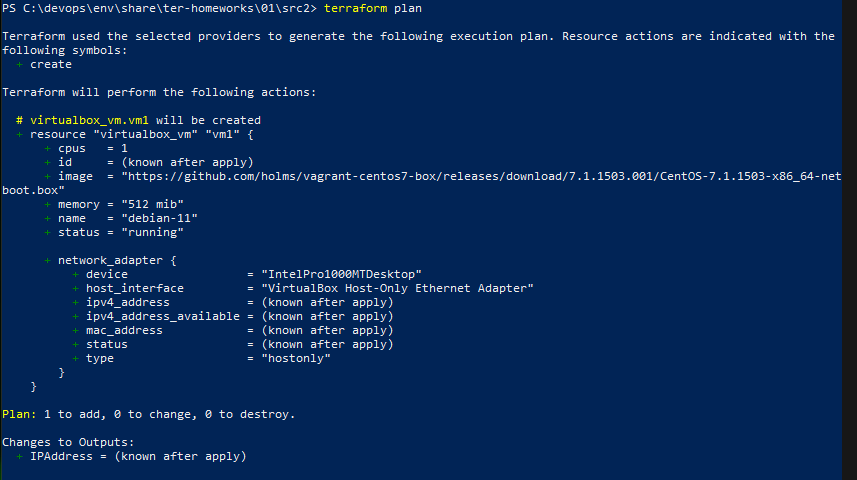 PS C:\devops\env\share\ter-homeworks\01\src2> terraform plan
Terraform used the selected providers to generate the following execution plan. Resource actions are indicated with the
following symbols:
  + create
Terraform will perform the following actions:
  # virtualbox_vm.vm1 will be created
  + resource "virtualbox_vm" "vm1" {
      + cpus   = 1
      + id     = (known after apply)
      + image  = "https://github.com/holms/vagrant-centos7-box/releases/download/7.1.1503.001/CentOS-7.1.1503-x86_64-net
boot.box"
      + memory = "512 mib"
      + name   = "debian-11"
      + status = "running"
      + network_adapter {
          + device                 = "IntelPro1000MTDesktop"
          + host_interface         = "VirtualBox Host-Only Ethernet Adapter"
          + ipv4_address           = (known after apply)
          + ipv4_address_available = (known after apply)
          + mac_address            = (known after apply)
          + status                 = (known after apply)
          + type                   = "hostonly"
        }
    }
Plan: 1 to add, 0 to change, 0 to destroy.
Changes to Outputs:
  + IPAddress = (known after apply)